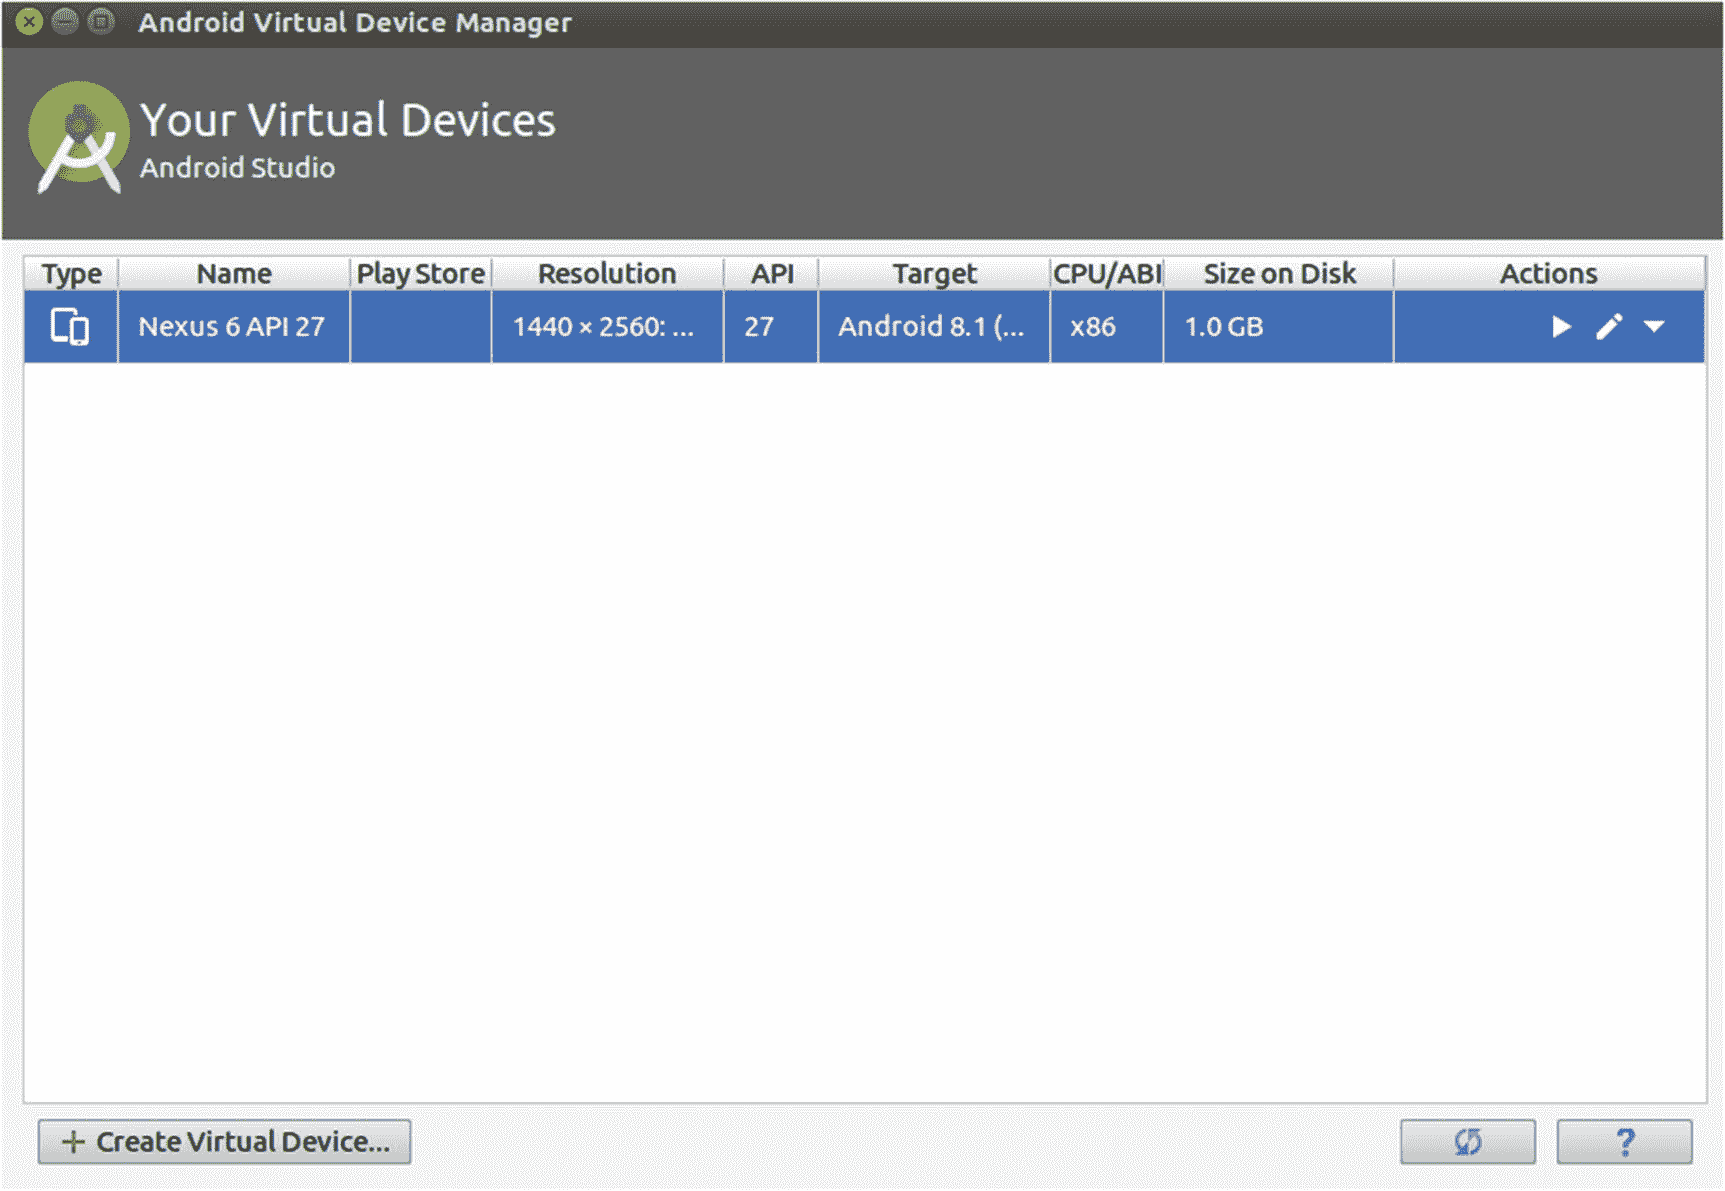 Android Virtual Device Manager
Your Virtual Devices
Android Studio
Type Name Play Store Resolution API Target CPU/ABI Size on Disk Actions
Nexus 6 API 27 1440 × 2560: ... 27 Android 8.1 (... x86 1.0 GB
+ Create Virtual Device... ?